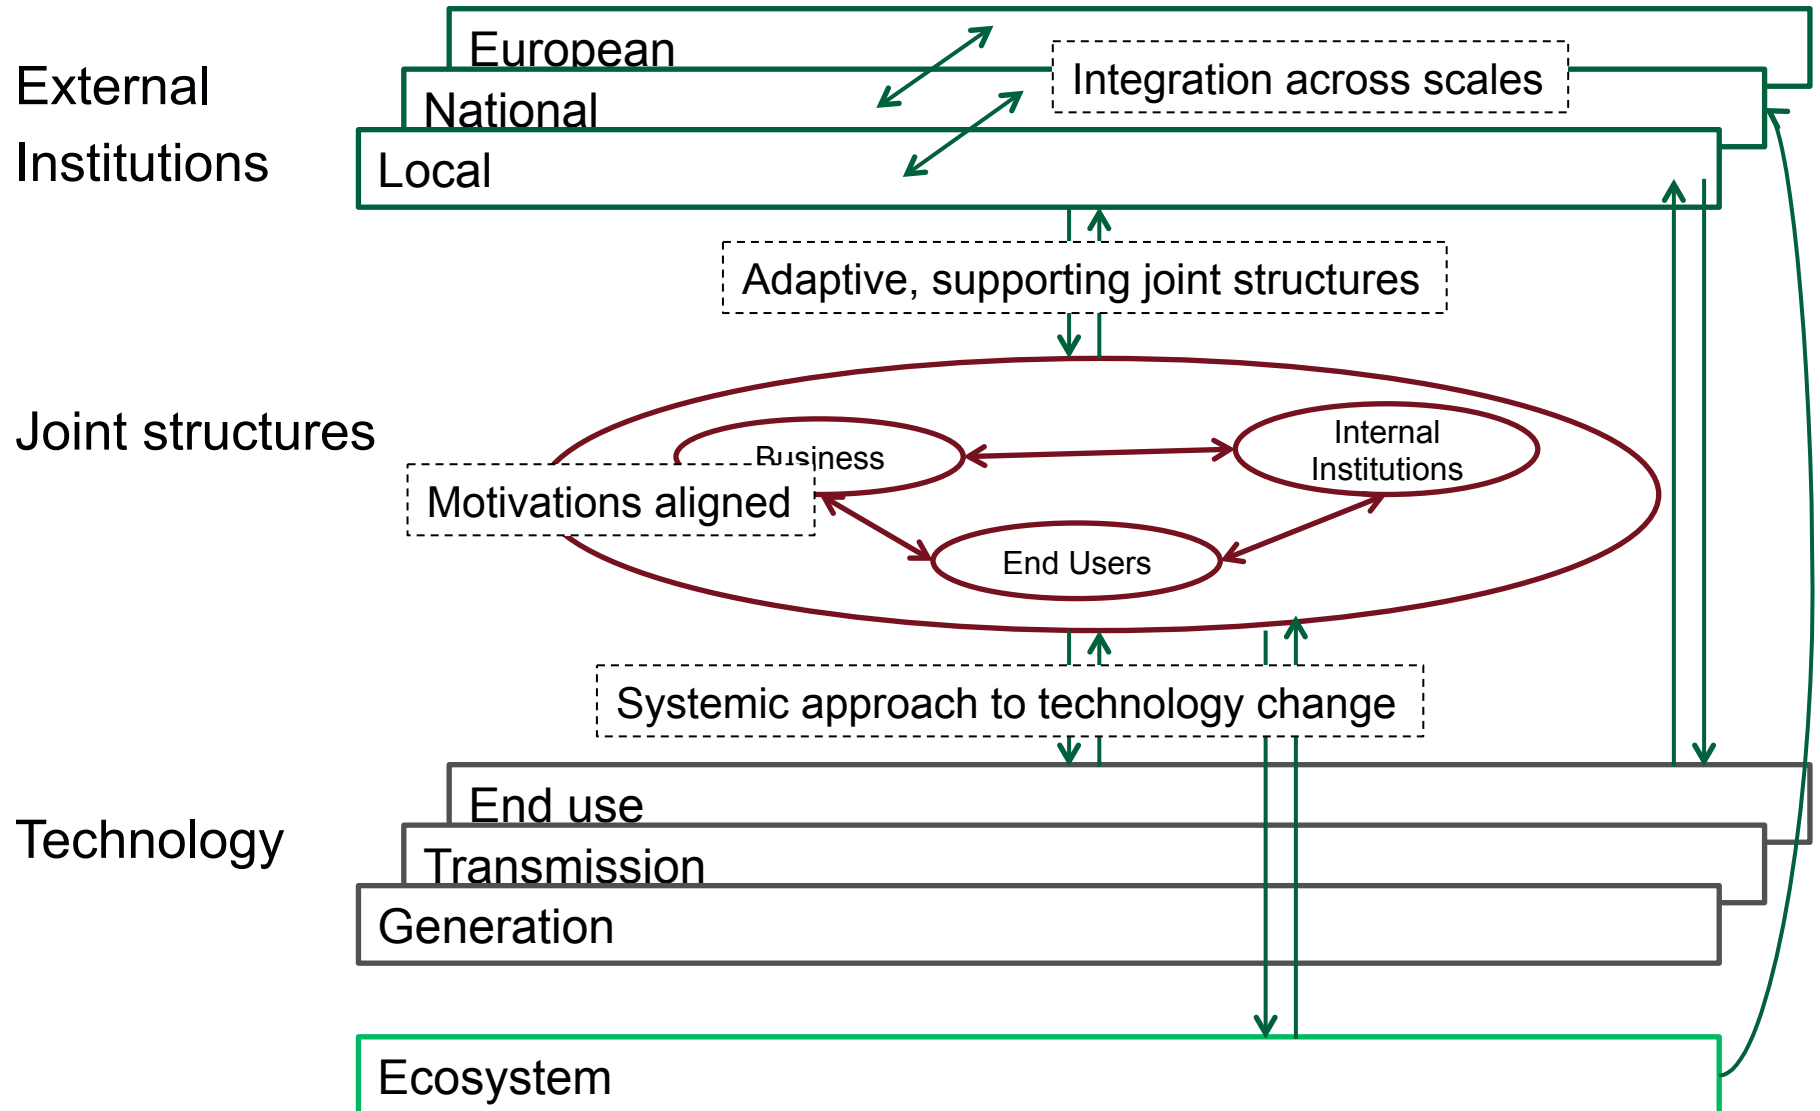 External
Institutions
European
National
Local
Integration across scales
Adaptive, supporting joint structures
Joint structures
Business
Internal
Institutions
Motivations aligned
End Users
Systemic approach to technology change
Technology
End use
Transmission
Generation
Ecosystem